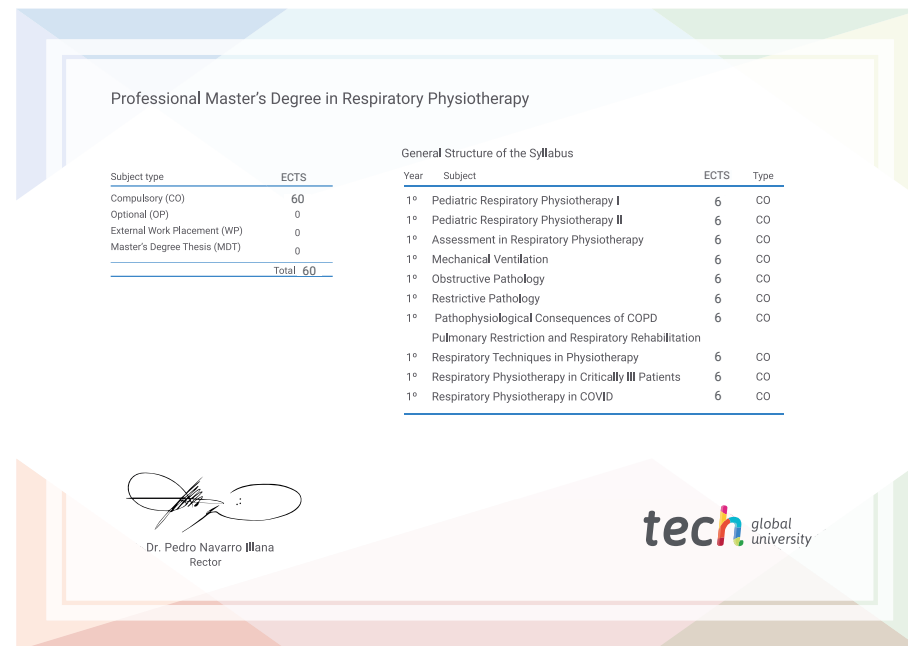 Professional Master's Degree in Respiratory Physiotherapy
Subject type ECTS
Compulsory (CO) 60
Optional (OP) 0
External Work Placement (WP) 0
Master's Degree Thesis (MDT) 0
Total 60
General Structure of the Syllabus
Year Subject ECTS Type
1º Pediatric Respiratory Physiotherapy I 6 CO
1º Pediatric Respiratory Physiotherapy II 6 CO
1º Assessment in Respiratory Physiotherapy 6 CO
1º Mechanical Ventilation 6 CO
1º Obstructive Pathology 6 CO
1º Restrictive Pathology 6 CO
1º Pathophysiological Consequences of COPD 6 CO
Pulmonary Restriction and Respiratory Rehabilitation
1º Respiratory Techniques in Physiotherapy 6 CO
1º Respiratory Physiotherapy in Critically Ill Patients 6 CO
1º Respiratory Physiotherapy in COVID 6 CO
Dr. Pedro Navarro Illana
Rector
tech global
university